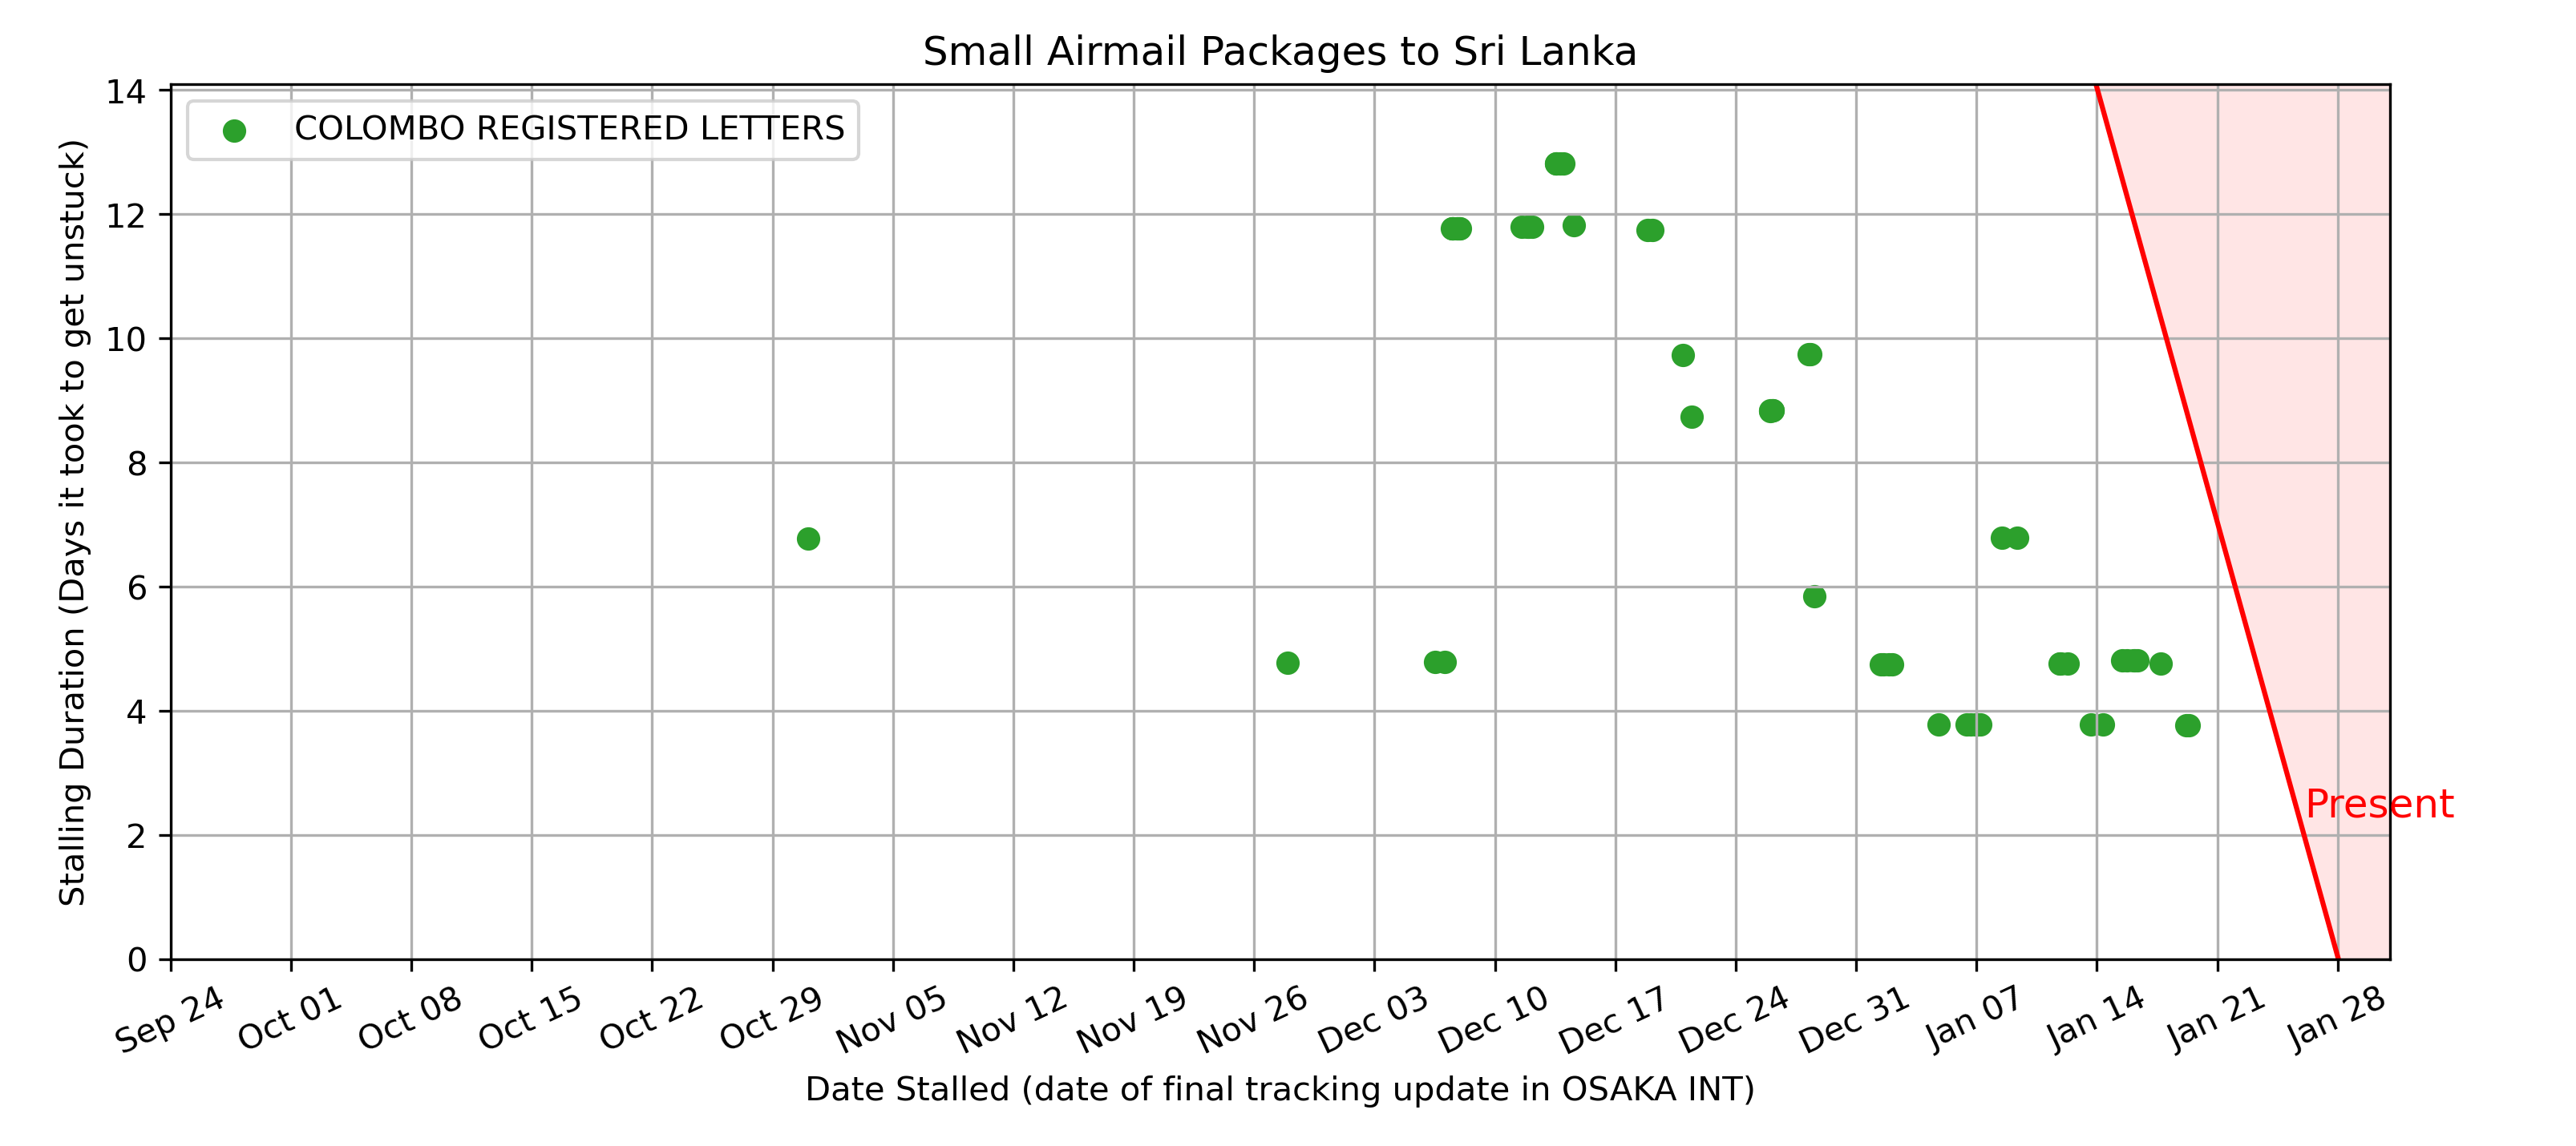 Small Airmail Packages to Sri Lanka
COLOMBO REGISTERED LETTERS
Stalling Duration (Days it took to get unstuck)
14
12
10
8
6
4
2
0
Present
Sep 24
Oct 01
Oct 08
Oct 15
Oct 22
Oct 29
Nov 05
Nov 12
Nov 19
Nov 26
Dec 03
Dec 10
Dec 17
Dec 24
Dec 31
Jan 07
Jan 14
Jan 21
Jan 28
Date Stalled (date of final tracking update in OSAKA INT)